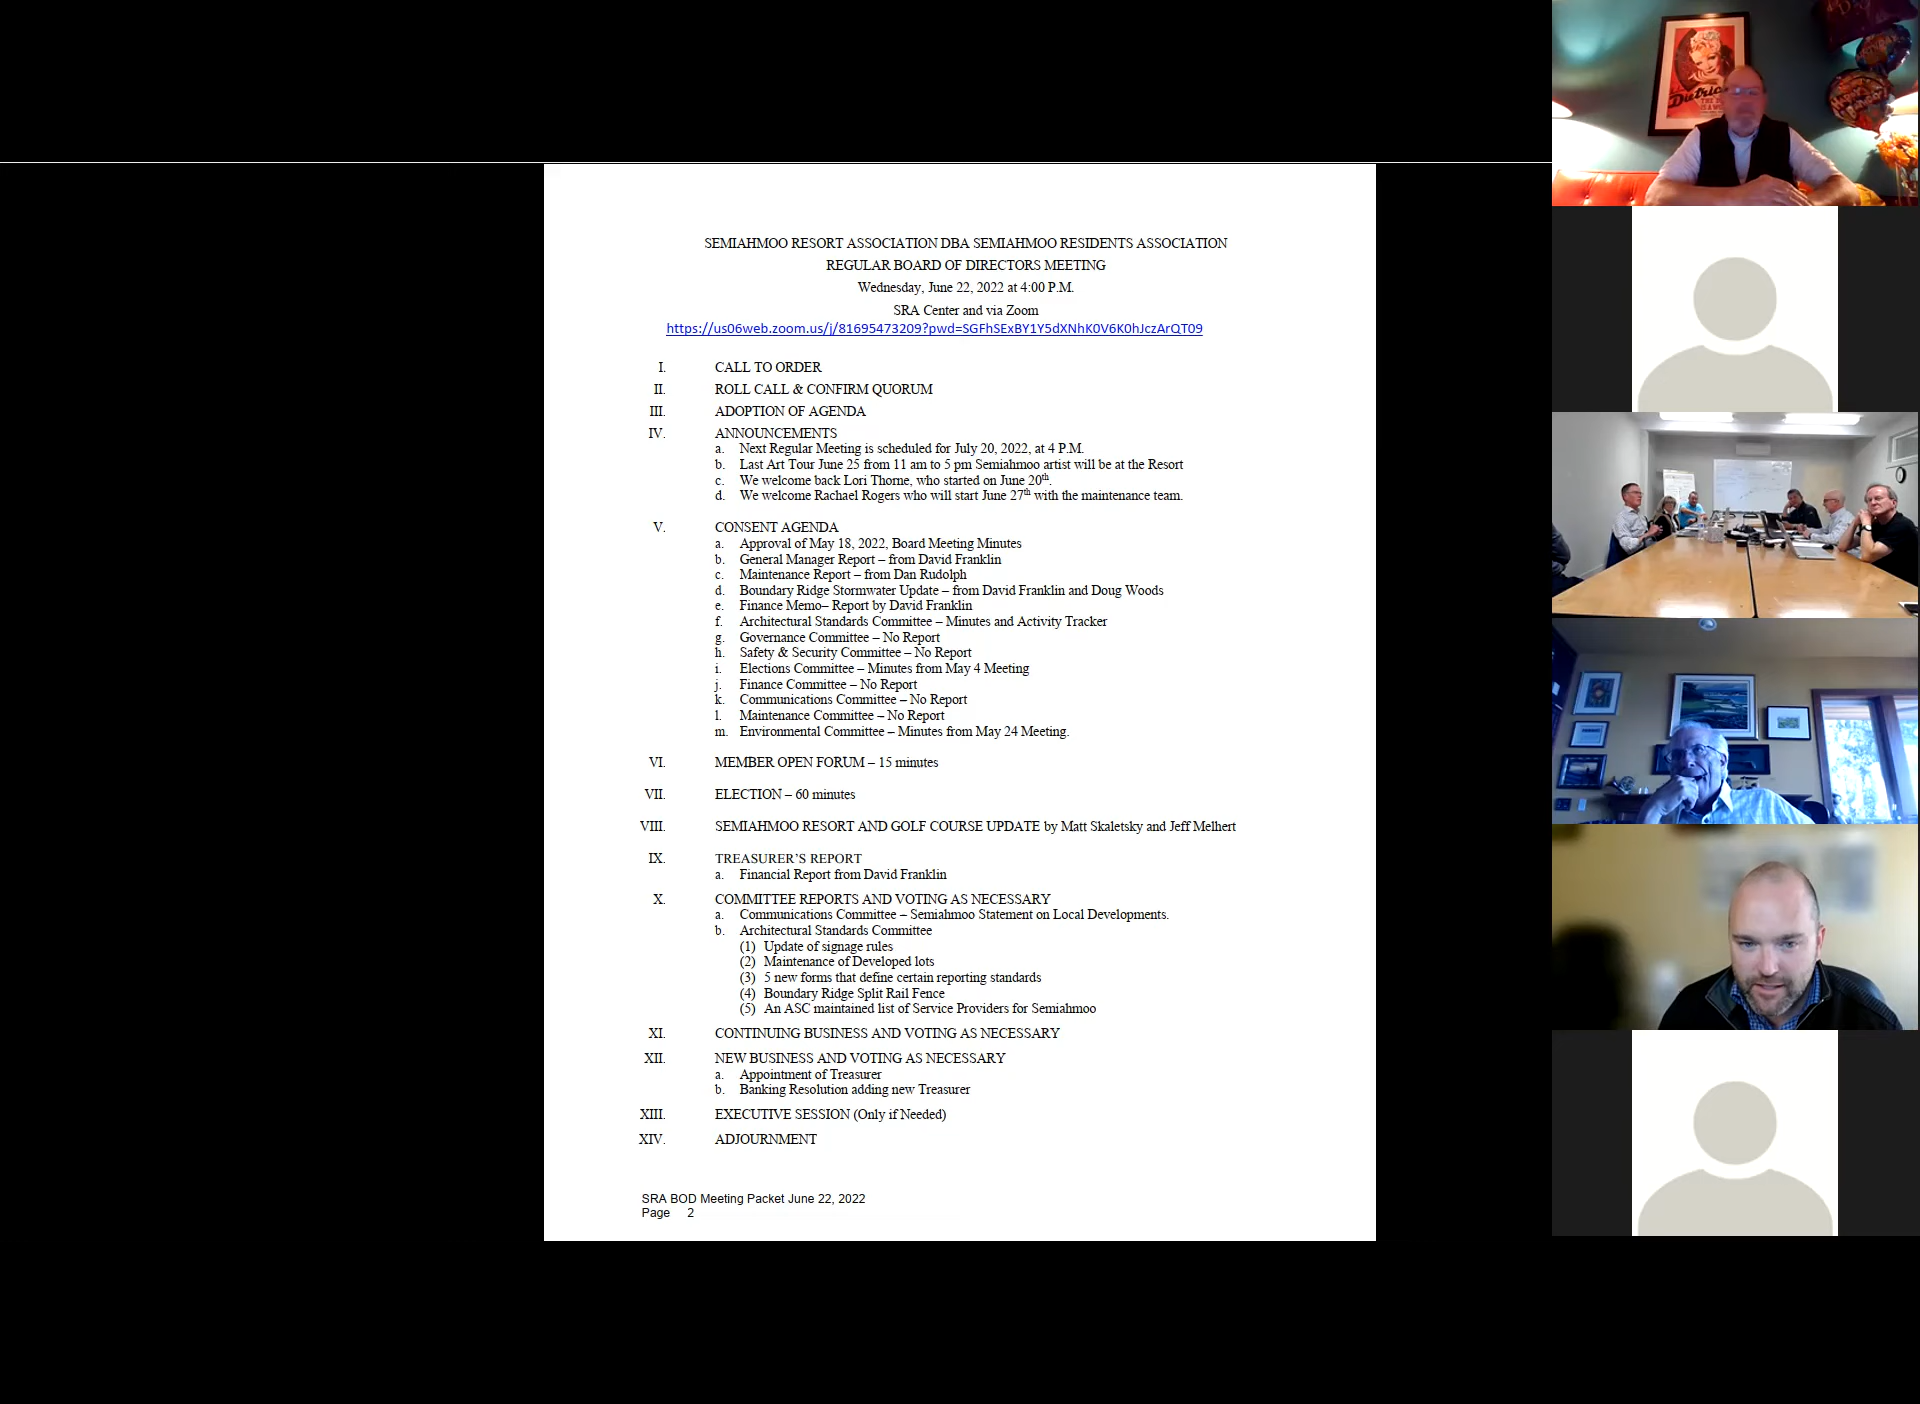 SEMIAHMOO RESORT ASSOCIATION DBA SEMIAHMOO RESIDENTS ASSOCIATION
REGULAR BOARD OF DIRECTORS MEETING
Wednesday, June 22, 2022 at 4:00 P.M.
SRA Center and via Zoom
https://us06web.zoom.us/j/81695473209?pwd=SGFhSExBY1Y5dXNhK0V6K0hJczArQT09
I. CALL TO ORDER
II. ROLL CALL & CONFIRM QUORUM
III. ADOPTION OF AGENDA
IV. ANNOUNCEMENTS
a. Next Regular Meeting is scheduled for July 20, 2022, at 4 P.M.
b. Last Art Tour June 25 from 11 am to 5 pm Semiahmoo artist will be at the Resort
c. We welcome back Lori Thorne, who started on June 20th.
d. We welcome Rachael Rogers who will start June 27th with the maintenance team.
V. CONSENT AGENDA
a. Approval of May 18, 2022, Board Meeting Minutes
b. General Manager Report – from David Franklin
c. Maintenance Report – from Dan Rudolph
d. Boundary Ridge Stormwater Update – from David Franklin and Doug Woods
e. Finance Memo– Report by David Franklin
f. Architectural Standards Committee – Minutes and Activity Tracker
g. Governance Committee – No Report
h. Safety & Security Committee – No Report
i. Elections Committee – Minutes from May 4 Meeting
j. Finance Committee – No Report
k. Communications Committee – No Report
l. Maintenance Committee – No Report
m. Environmental Committee – Minutes from May 24 Meeting.
VI. MEMBER OPEN FORUM – 15 minutes
VII. ELECTION – 60 minutes
VIII. SEMIAHMOO RESORT AND GOLF COURSE UPDATE by Matt Skaletsky and Jeff Melhert
IX. TREASURER’S REPORT
a. Financial Report from David Franklin
X. COMMITTEE REPORTS AND VOTING AS NECESSARY
a. Communications Committee – Semiahmoo Statement on Local Developments.
b. Architectural Standards Committee
(1) Update of signage rules
(2) Maintenance of Developed lots
(3) 5 new forms that define certain reporting standards
(4) Boundary Ridge Split Rail Fence
(5) An ASC maintained list of Service Providers for Semiahmoo
XI. CONTINUING BUSINESS AND VOTING AS NECESSARY
XII. NEW BUSINESS AND VOTING AS NECESSARY
a. Appointment of Treasurer
b. Banking Resolution adding new Treasurer
XIII. EXECUTIVE SESSION (Only if Needed)
XIV. ADJOURNMENT
SRA BOD Meeting Packet June 22, 2022
Page 2
Dietric